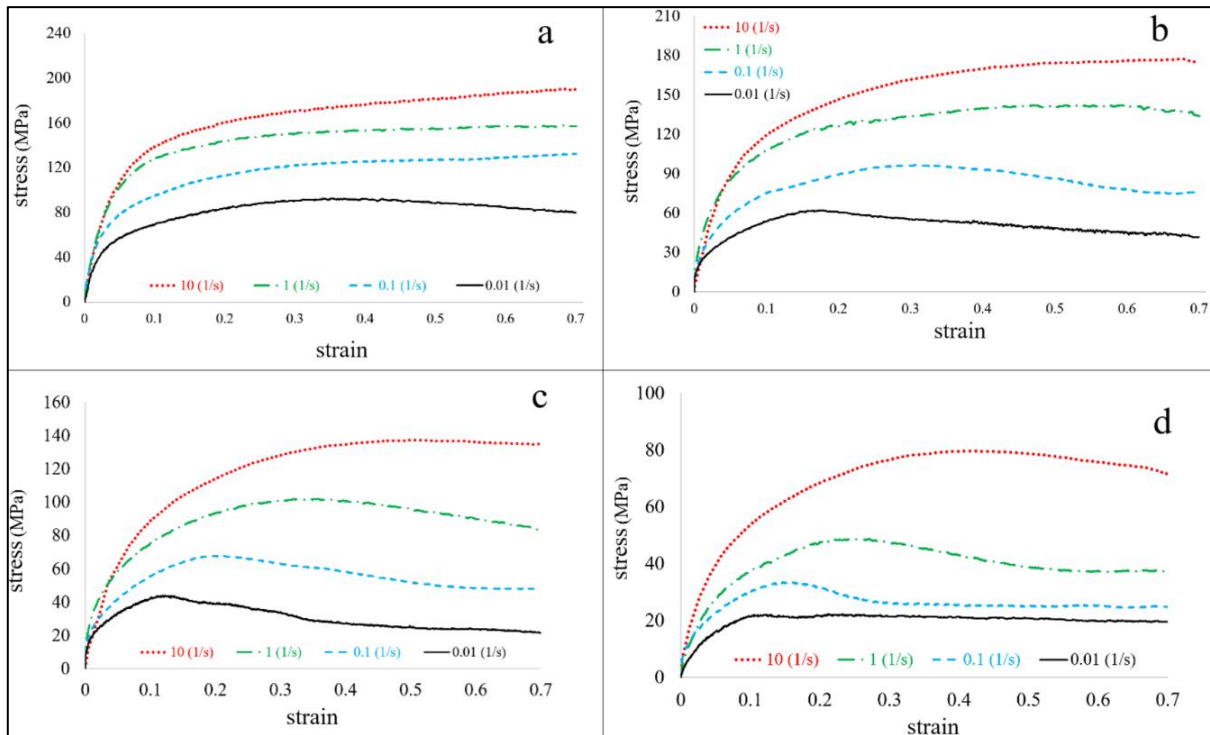 a
240
200
160
120
80
40
0
stress (MPa)
10 (1/s) 1 (1/s) 0.1 (1/s) 0.01 (1/s)
0 0.1 0.2 0.3 0.4 0.5 0.6 0.7
strain
b
210
180
150
120
90
60
30
0
stress (MPa)
10 (1/s)
1 (1/s)
0.1 (1/s)
0.01 (1/s)
0 0.1 0.2 0.3 0.4 0.5 0.6 0.7
strain
c
160
140
120
100
80
60
40
20
0
stress (MPa)
10 (1/s) 1 (1/s) 0.1 (1/s) 0.01 (1/s)
0 0.1 0.2 0.3 0.4 0.5 0.6 0.7
strain
d
100
80
60
40
20
0
stress (MPa)
10 (1/s) 1 (1/s) 0.1 (1/s) 0.01 (1/s)
0 0.1 0.2 0.3 0.4 0.5 0.6 0.7
strain